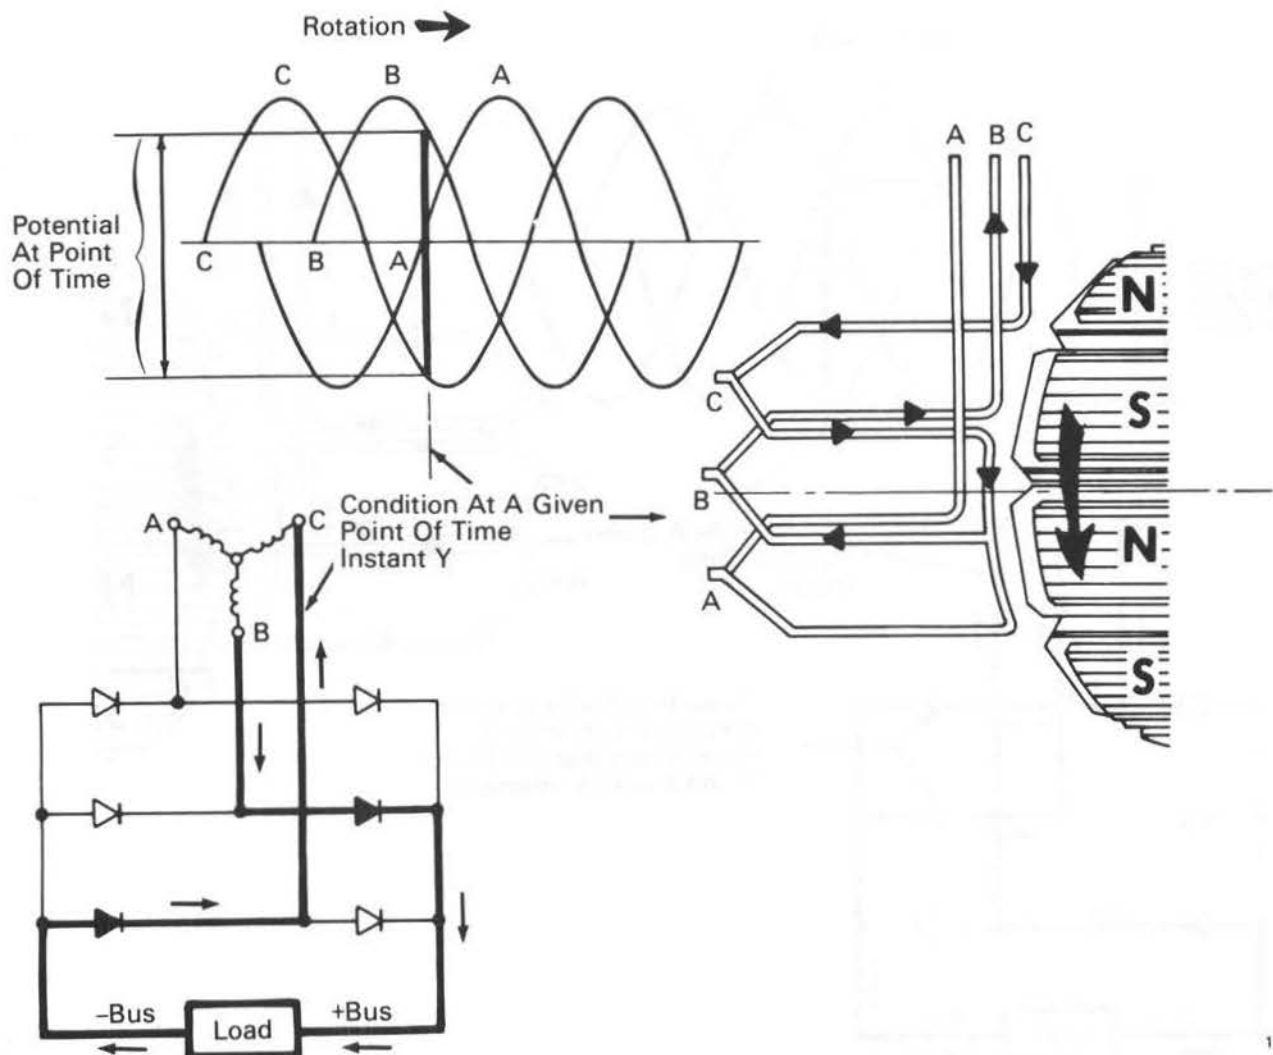 Rotation
C B A
A B C
Potential
At Point
Of Time
C B A
N
S
C
B
Condition At A Given
Point Of Time
Instant Y
A C
B
N
A
S
–Bus Load +Bus
1